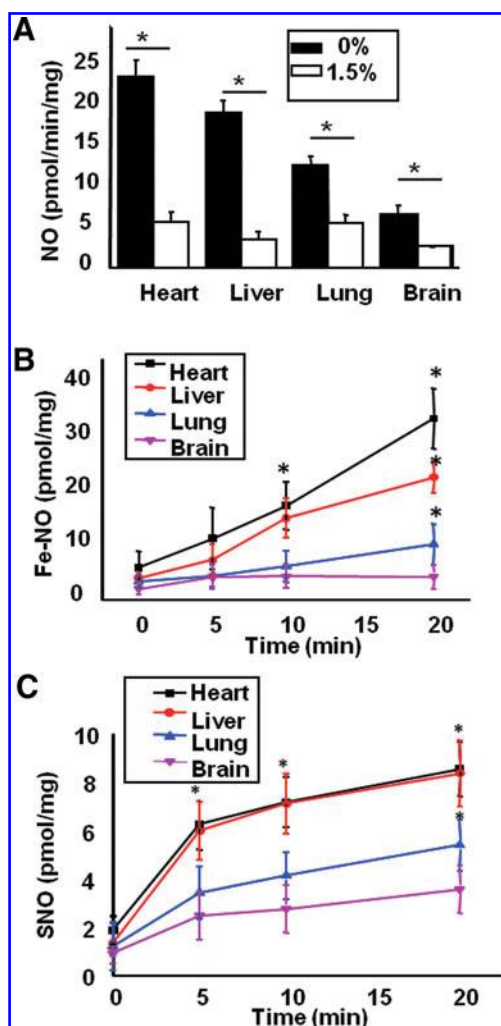 A
NO (pmol/min/mg)
25
20
15
10
5
0
* * * *
0%
1.5%
Heart Liver Lung Brain
B
Fe-NO (pmol/mg)
40
30
20
10
0
Heart
Liver
Lung
Brain
* * * *
0 5 10 20
Time (min)
C
SNO (pmol/mg)
10
8
6
4
2
0
Heart
Liver
Lung
Brain
* * * *
0 5 10 20
Time (min)